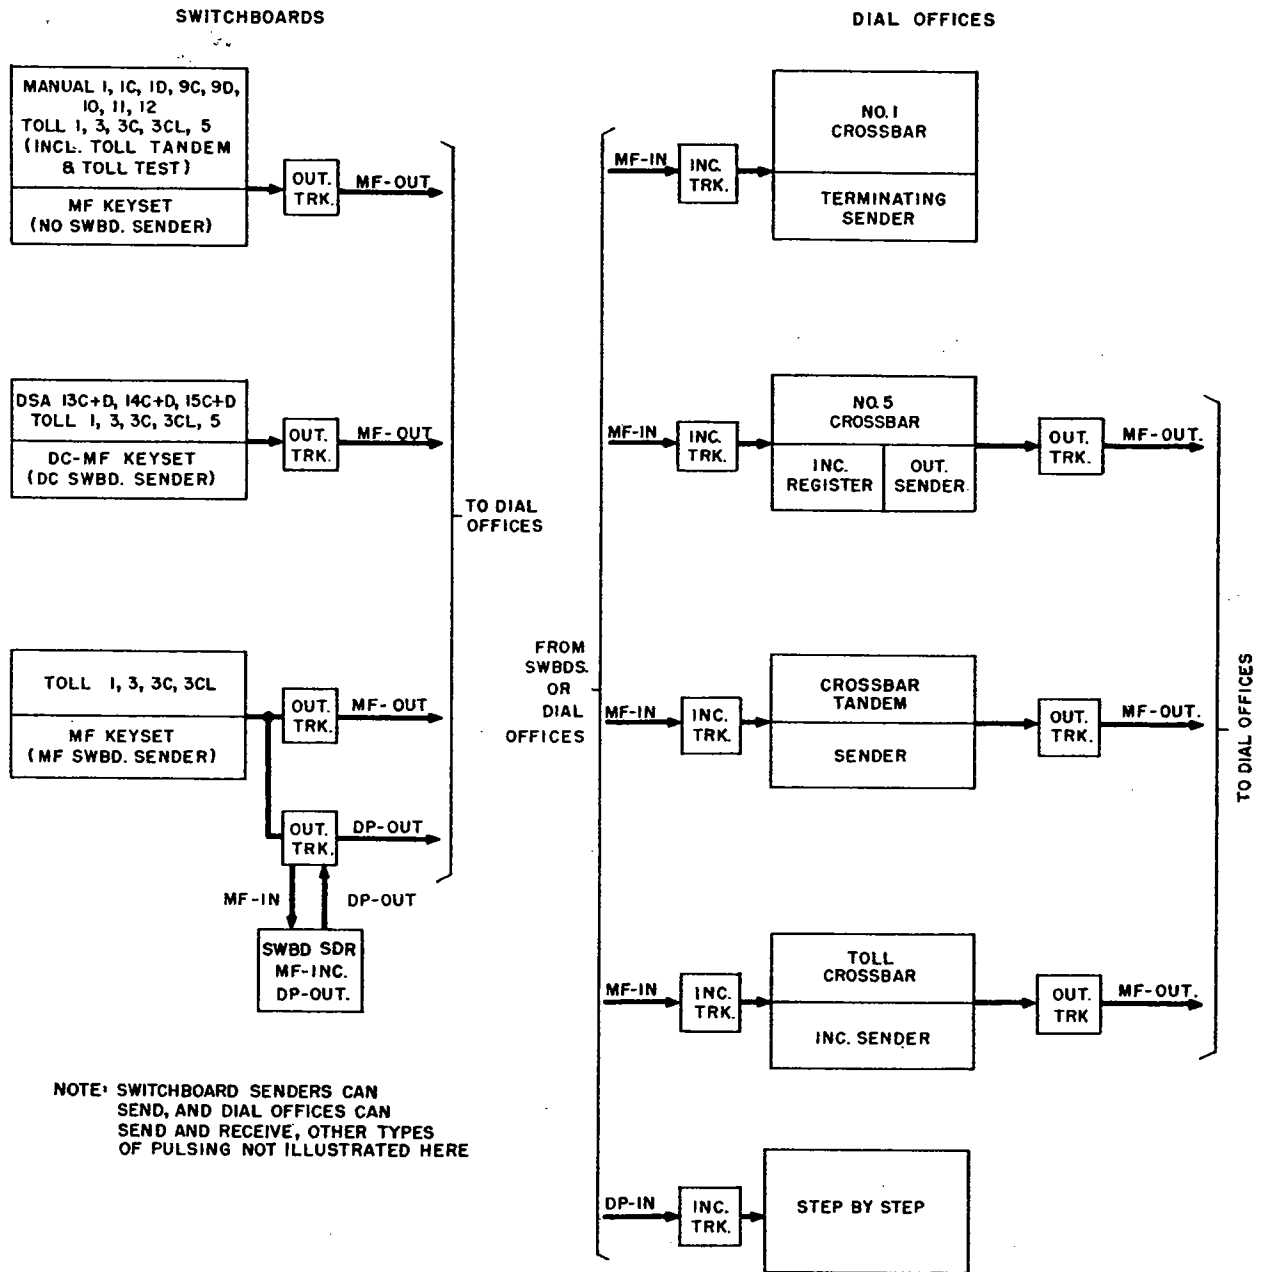 SWITCHBOARDS
MANUAL 1, 1C, 1D, 9C, 9D,
10, 11, 12
TOLL 1, 3, 3C, 3CL, 5
(INCL. TOLL TANDEM
& TOLL TEST)
MF KEYSET
(NO SWBD. SENDER)
OUT.
TRK.
MF-OUT
DSA 13C+D, 14C+D, 15C+D
TOLL 1, 3, 3C, 3CL, 5
DC-MF KEYSET
(DC SWBD. SENDER)
OUT.
TRK.
MF-OUT
TO DIAL
OFFICES
TOLL 1, 3, 3C, 3CL
MF KEYSET
(MF SWBD. SENDER)
OUT.
TRK.
MF-OUT
OUT.
TRK.
DP-OUT
MF-IN
DP-OUT
SWBD SDR
MF-INC.
DP-OUT.
NOTE: SWITCHBOARD SENDERS CAN
SEND, AND DIAL OFFICES CAN
SEND AND RECEIVE, OTHER TYPES
OF PULSING NOT ILLUSTRATED HERE
DIAL OFFICES
FROM
SWBDS.
OR
DIAL
OFFICES
MF-IN
INC.
TRK.
NO. 1
CROSSBAR
TERMINATING
SENDER
MF-IN
INC.
TRK.
NO. 5
CROSSBAR
INC.
REGISTER
OUT.
SENDER
OUT.
TRK.
MF-OUT.
MF-IN
INC.
TRK.
CROSSBAR
TANDEM
SENDER
OUT.
TRK.
MF-OUT.
MF-IN
INC.
TRK.
TOLL
CROSSBAR
INC. SENDER
OUT.
TRK
MF-OUT.
TO DIAL OFFICES
DP-IN
INC.
TRK.
STEP BY STEP